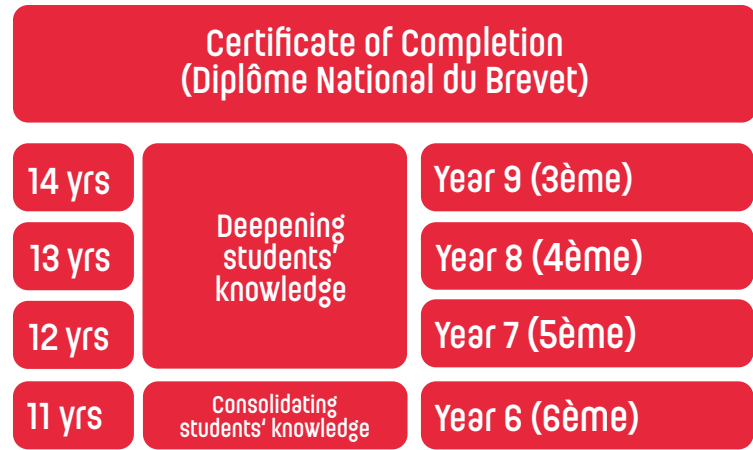 Certificate of Completion
(Diplôme National du Brevet)
14 yrs
Year 9 (3ème)
Deepening
students'
knowledge
13 yrs
Year 8 (4ème)
12 yrs
Year 7 (5ème)
11 yrs
Consolidating
students' knowledge
Year 6 (6ème)